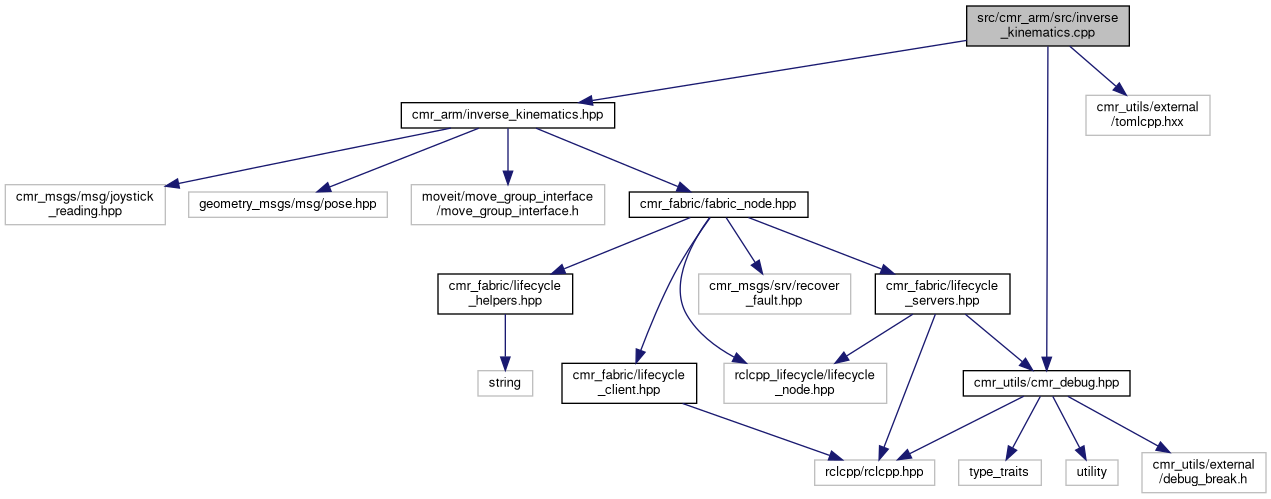 src/cmr_arm/src/inverse
_kinematics.cpp
cmr_arm/inverse_kinematics.hpp
cmr_utils/external
/tomlcpp.hxx
cmr_msgs/msg/joystick
_reading.hpp
geometry_msgs/msg/pose.hpp
moveit/move_group_interface
/move_group_interface.h
cmr_fabric/fabric_node.hpp
cmr_fabric/lifecycle
_helpers.hpp
cmr_msgs/srv/recover
_fault.hpp
cmr_fabric/lifecycle
_servers.hpp
string
cmr_fabric/lifecycle
_client.hpp
rclcpp_lifecycle/lifecycle
_node.hpp
cmr_utils/cmr_debug.hpp
rclcpp/rclcpp.hpp
type_traits
utility
cmr_utils/external
/debug_break.h